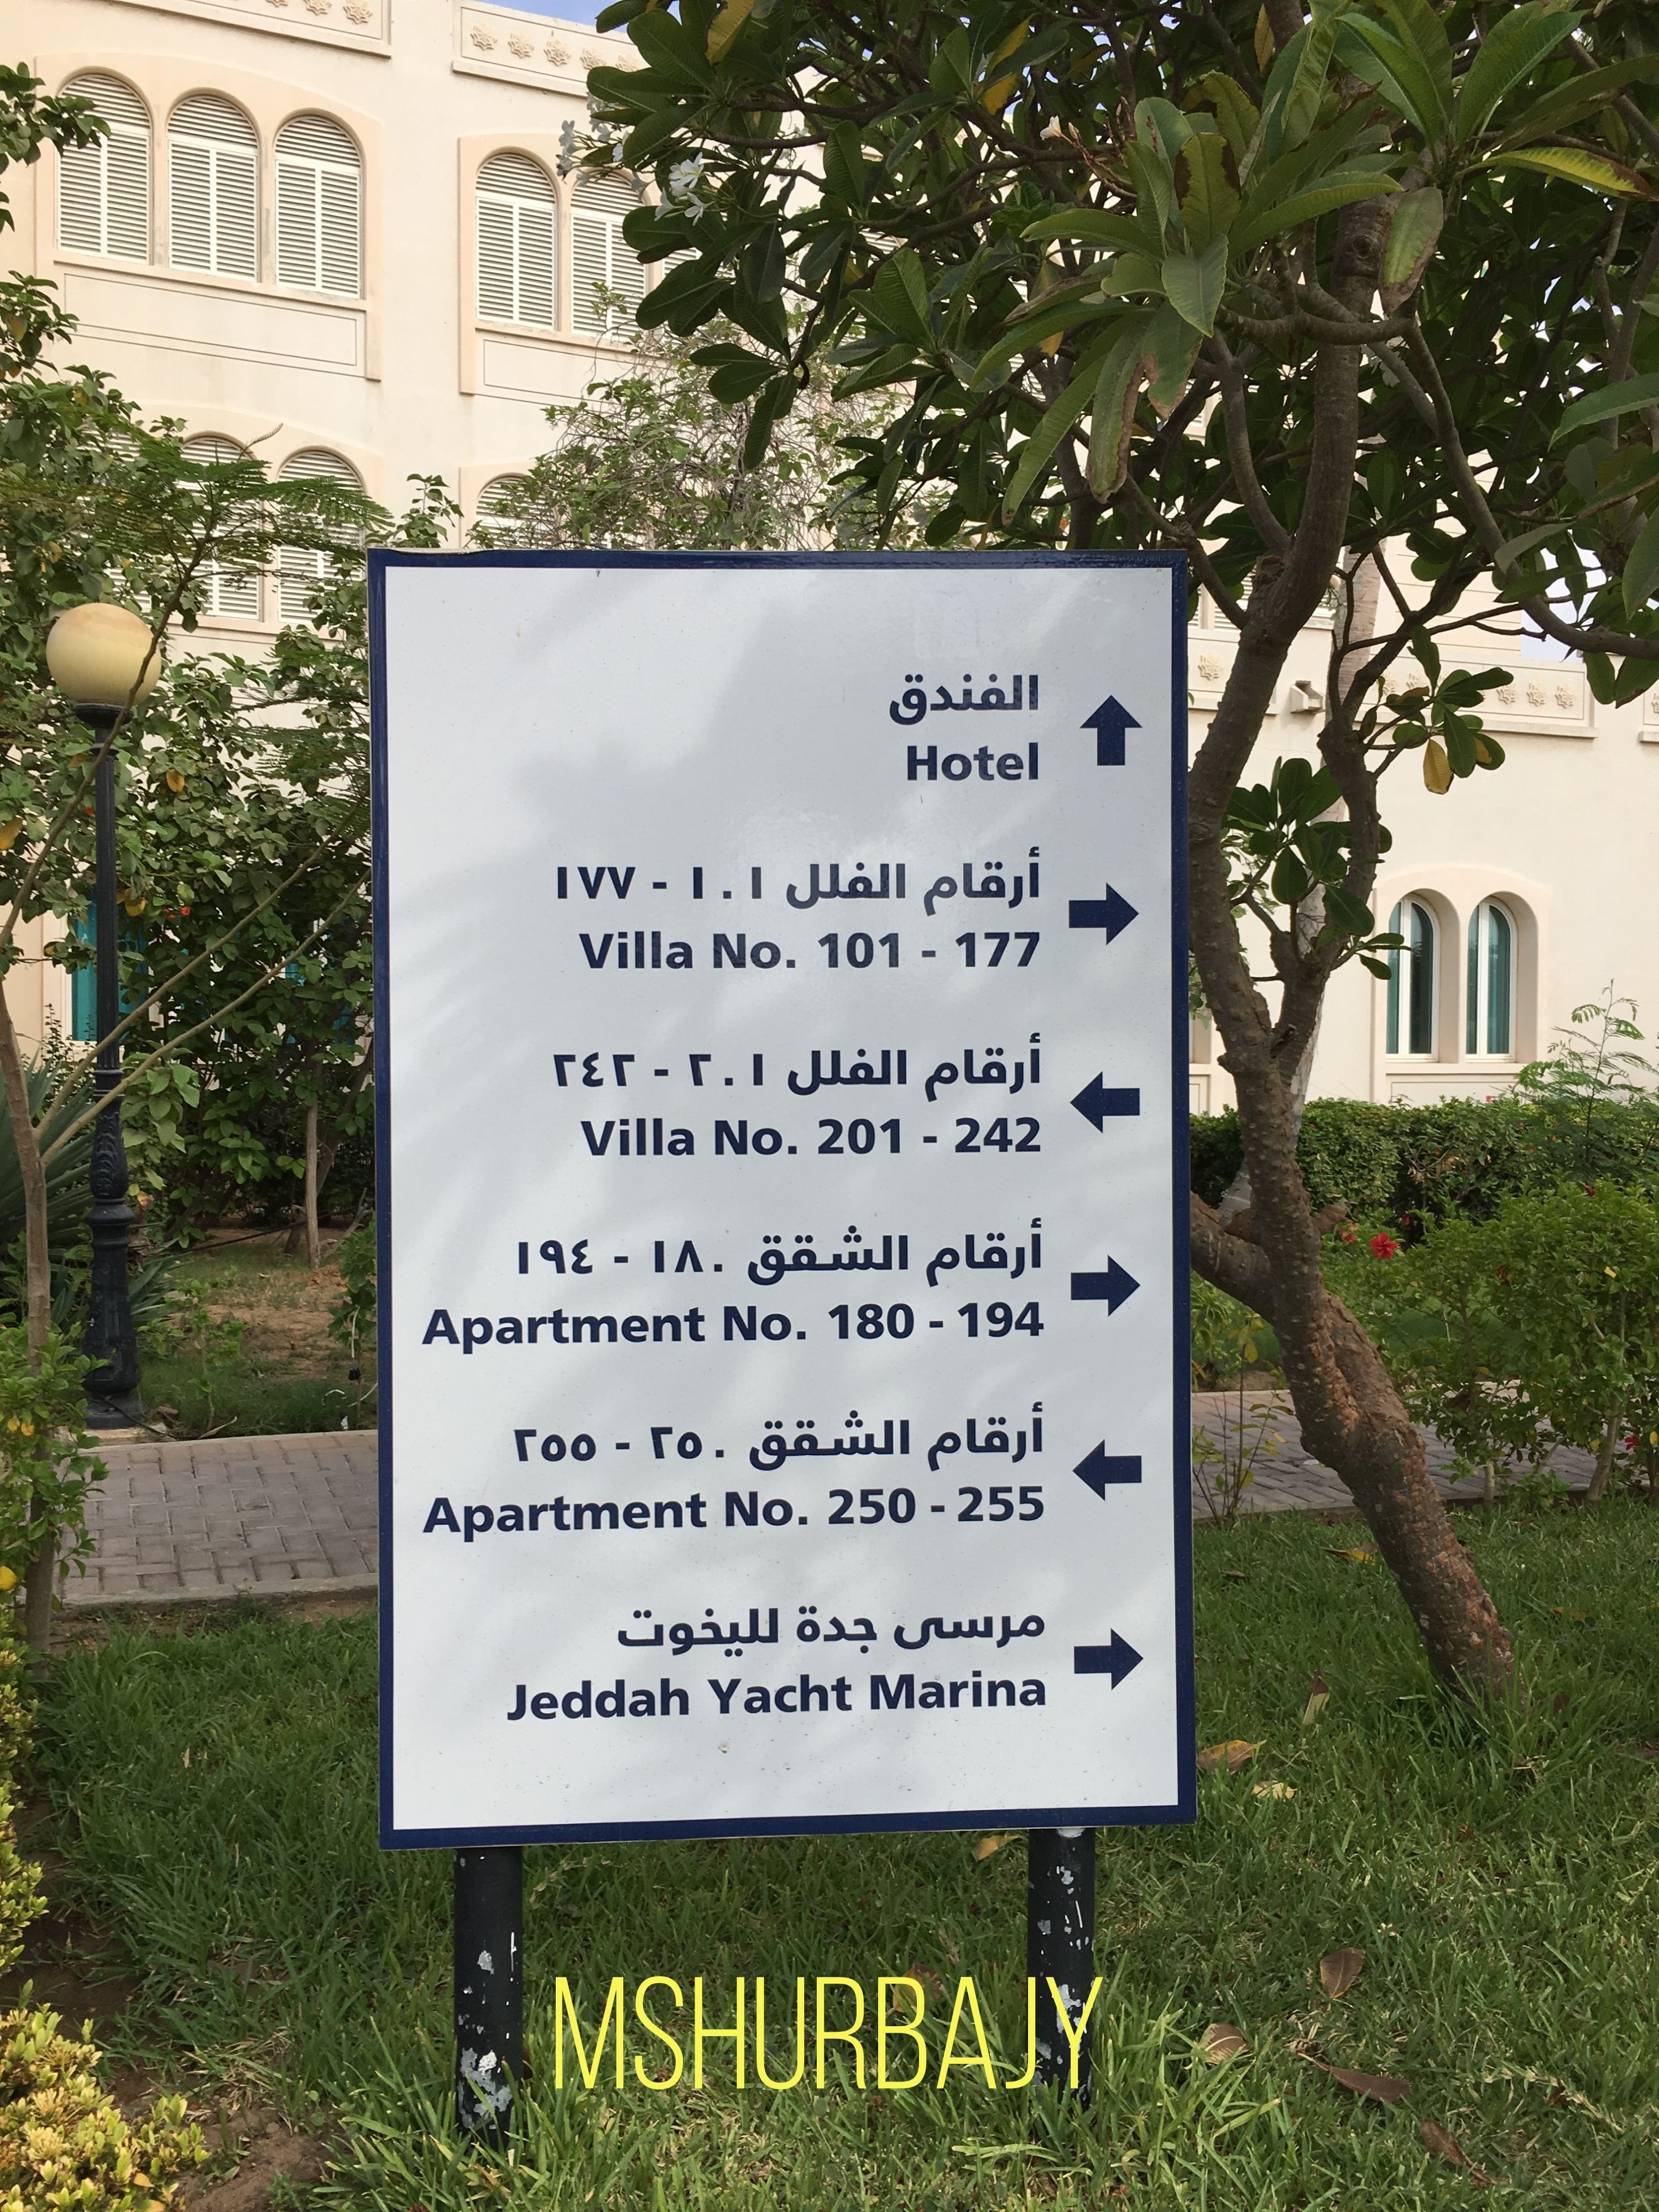 الفندق
Hotel
أرقام الفلل ١٠١ - ١٧٧
Villa No. 101 - 177
أرقام الفلل ٢٠١ - ٢٤٢
Villa No. 201 - 242
أرقام الشقق ١٨٠ - ١٩٤
Apartment No. 180 - 194
أرقام الشقق ٢٥٠ - ٢٥٥
Apartment No. 250 - 255
مرسى جدة لليخوت
Jeddah Yacht Marina
MSHURBAJY